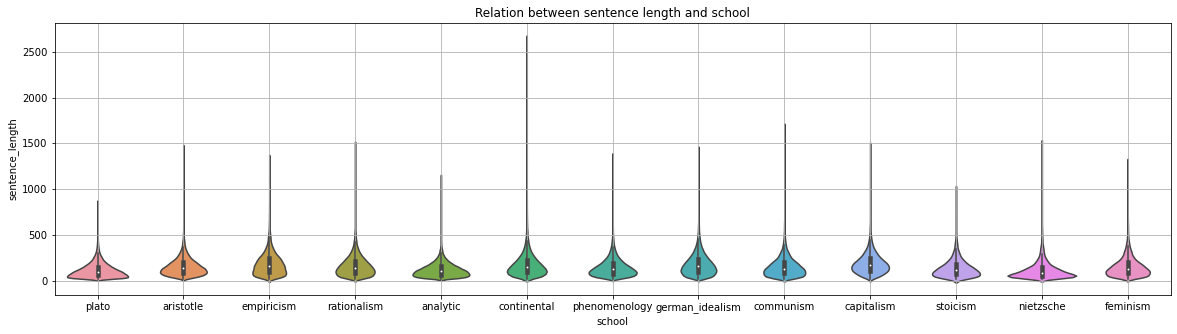 Relation between sentence length and school
2500
2000
1500
1000
500
0
sentence_length
plato aristotle empiricism rationalism analytic continental phenomenology german_idealism communism capitalism stoicism nietzsche feminism
school